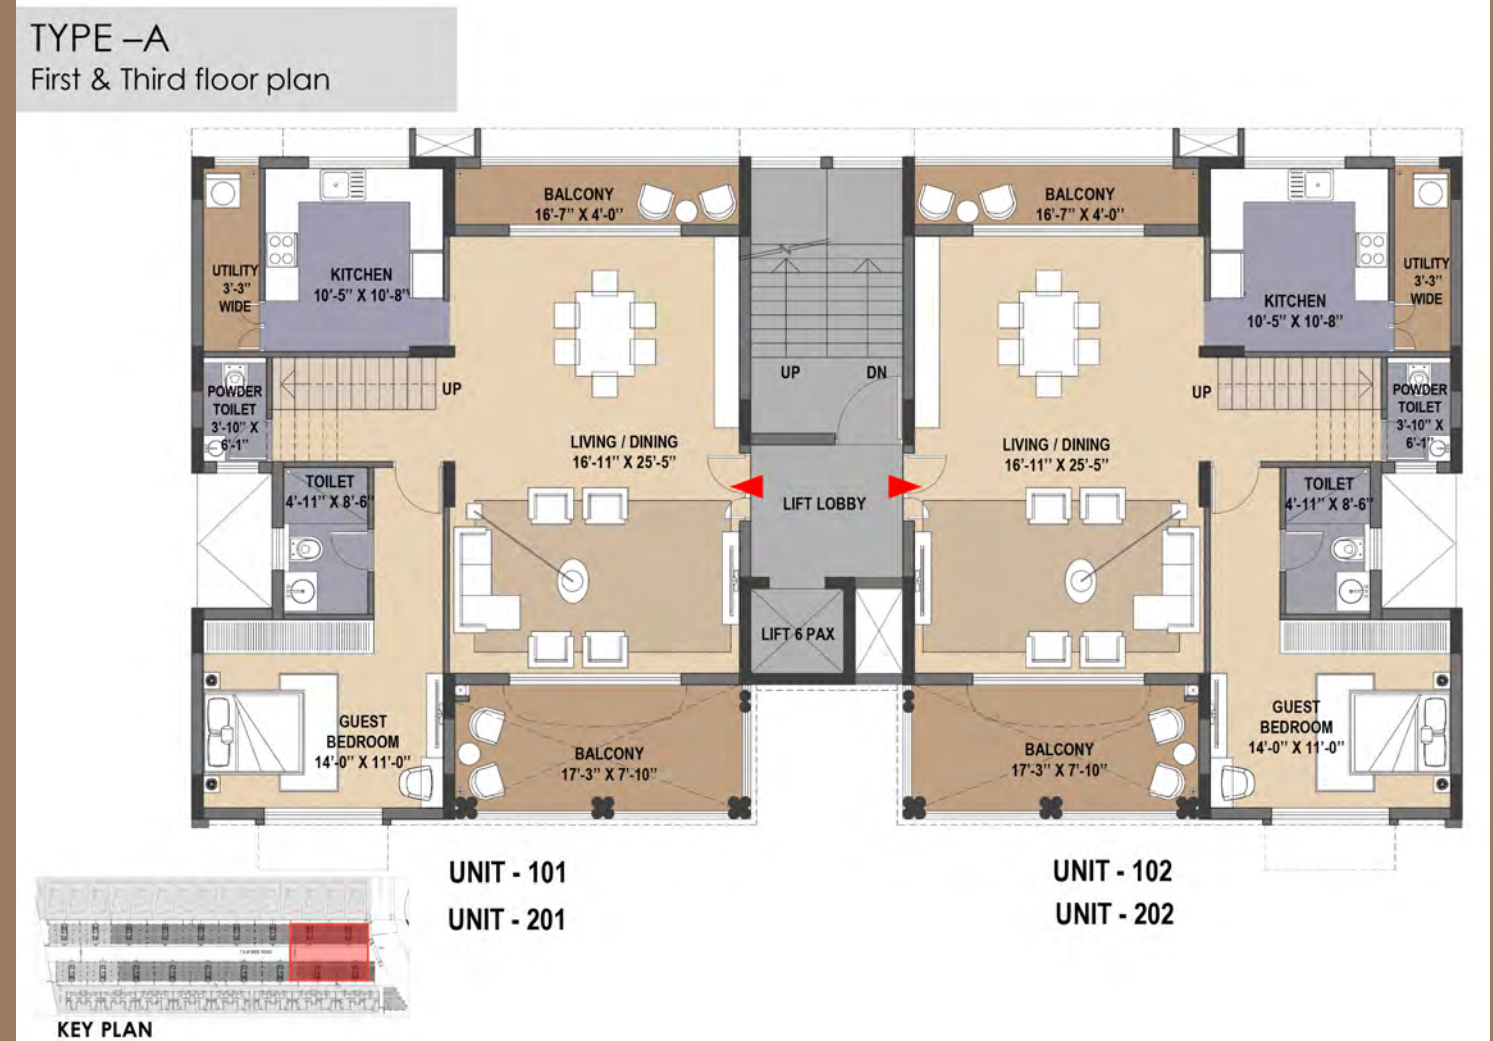 TYPE –A
First & Third floor plan
BALCONY
16'-7" X 4'-0"
BALCONY
16'-7" X 4'-0"
UTILITY
3'-3"
WIDE
KITCHEN
10'-5" X 10'-8"
KITCHEN
10'-5" X 10'-8"
UTILITY
3'-3"
WIDE
UP
DN
POWDER
TOILET
3'-10" X
6'-1"
UP
UP
POWDER
TOILET
3'-10" X
6'-1"
LIVING / DINING
16'-11" X 25'-5"
LIVING / DINING
16'-11" X 25'-5"
TOILET
4'-11" X 8'-6"
LIFT LOBBY
TOILET
4'-11" X 8'-6"
LIFT 6 PAX
GUEST
BEDROOM
14'-0" X 11'-0"
BALCONY
17'-3" X 7'-10"
BALCONY
17'-3" X 7'-10"
GUEST
BEDROOM
14'-0" X 11'-0"
UNIT - 101
UNIT - 201
UNIT - 102
UNIT - 202
KEY PLAN